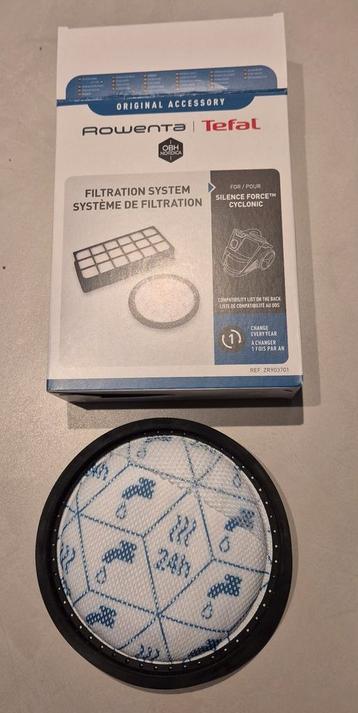 ORIGINAL ACCESSORY
Rowenta | Tefal
OBH
NORDICA
FILTRATION SYSTEM
SYSTÈME DE FILTRATION
FOR / POUR
SILENCE FORCE™
CYCLONIC
COMPATIBILITY LIST ON THE BACK
LISTE DE COMPATIBILITÉ AU DOS
1
CHANGE
EVERY YEAR
A CHANGER
1 FOIS PAR AN
REF. ZR903701
24h